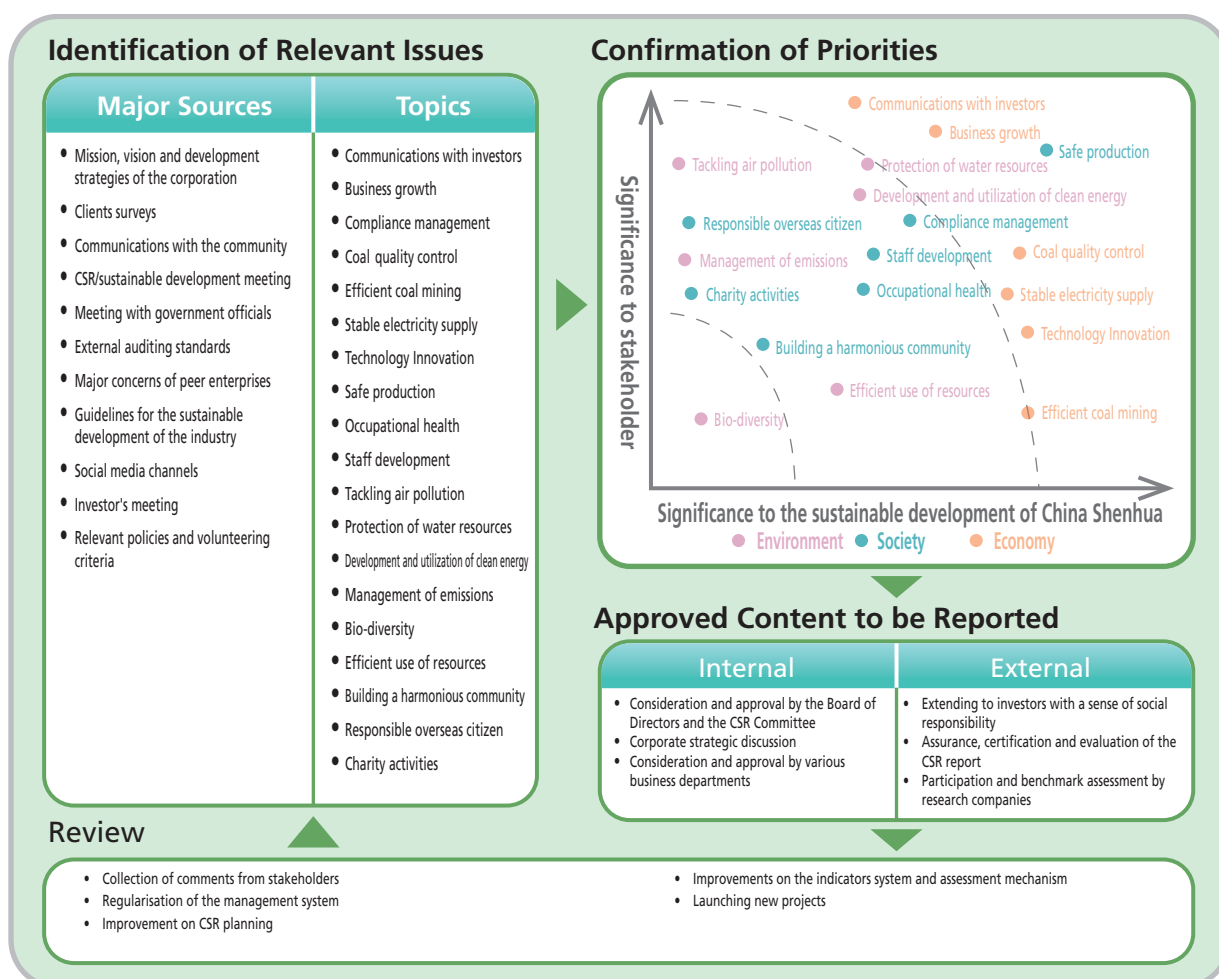 Identification of Relevant Issues
Major Sources
• Mission, vision and development
strategies of the corporation
• Clients surveys
• Communications with the community
• CSR/sustainable development meeting
• Meeting with government officials
• External auditing standards
• Major concerns of peer enterprises
• Guidelines for the sustainable
development of the industry
• Social media channels
• Investor's meeting
• Relevant policies and volunteering
criteria
Topics
• Communications with investors
• Business growth
• Compliance management
• Coal quality control
• Efficient coal mining
• Stable electricity supply
• Technology Innovation
• Safe production
• Occupational health
• Staff development
• Tackling air pollution
• Protection of water resources
• Development and utilization of clean energy
• Management of emissions
• Bio-diversity
• Efficient use of resources
• Building a harmonious community
• Responsible overseas citizen
• Charity activities
Confirmation of Priorities
Significance to stakeholder
Communications with investors
Business growth
Safe production
Tackling air pollution
Protection of water resources
Development and utilization of clean energy
Responsible overseas citizen
Compliance management
Management of emissions
Staff development
Coal quality control
Charity activities
Occupational health
Stable electricity supply
Technology Innovation
Building a harmonious community
Efficient use of resources
Bio-diversity
Efficient coal mining
Significance to the sustainable development of China Shenhua
Environment
Society
Economy
Approved Content to be Reported
Internal
• Consideration and approval by the Board of
Directors and the CSR Committee
• Corporate strategic discussion
• Consideration and approval by various
business departments
External
• Extending to investors with a sense of social
responsibility
• Assurance, certification and evaluation of the
CSR report
• Participation and benchmark assessment by
research companies
Review
• Collection of comments from stakeholders
• Regularisation of the management system
• Improvement on CSR planning
• Improvements on the indicators system and assessment mechanism
• Launching new projects